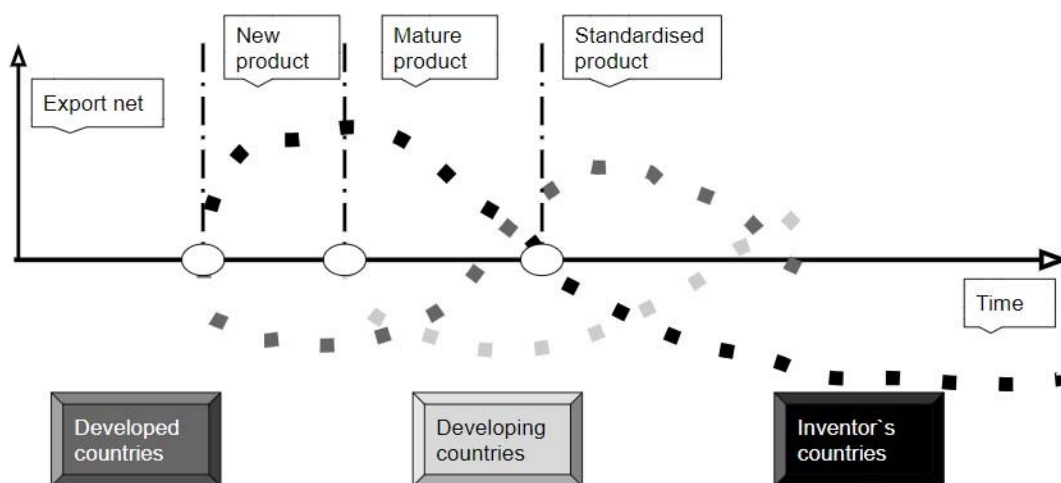 New
product
Mature
product
Standardised
product
Export net
Time
Developed
countries
Developing
countries
Inventor`s
countries